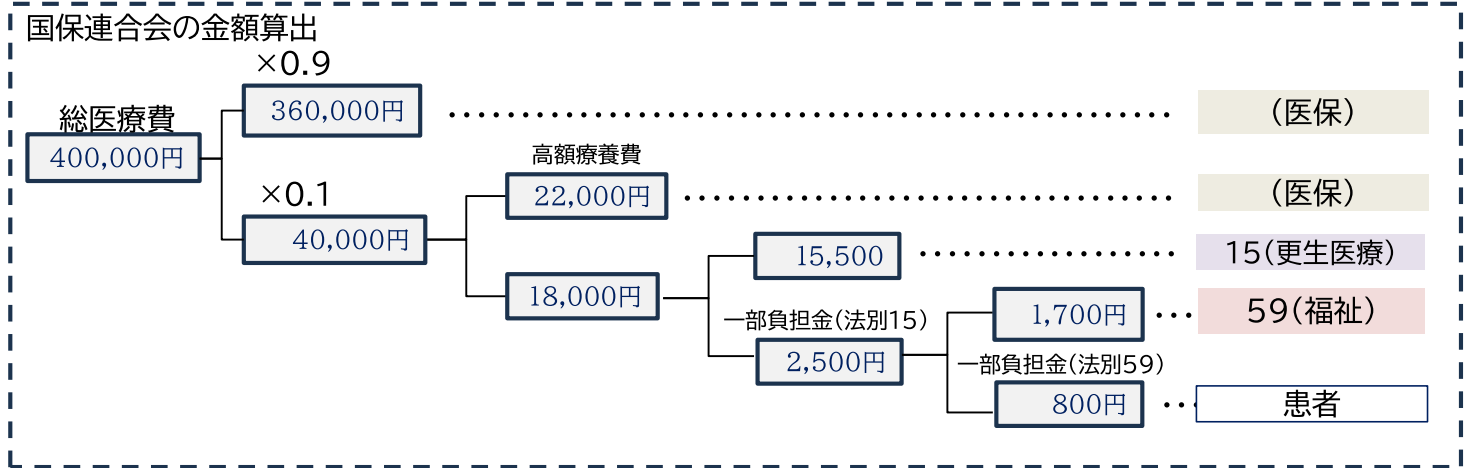 国保連合会の金額算出
×0.9
360,000円
(医保)
総医療費
400,000円
高額療養費
22,000円
(医保)
×0.1
40,000円
15,500
15(更生医療)
18,000円
一部負担金(法別15)
1,700円
59(福祉)
2,500円
一部負担金(法別59)
800円
患者